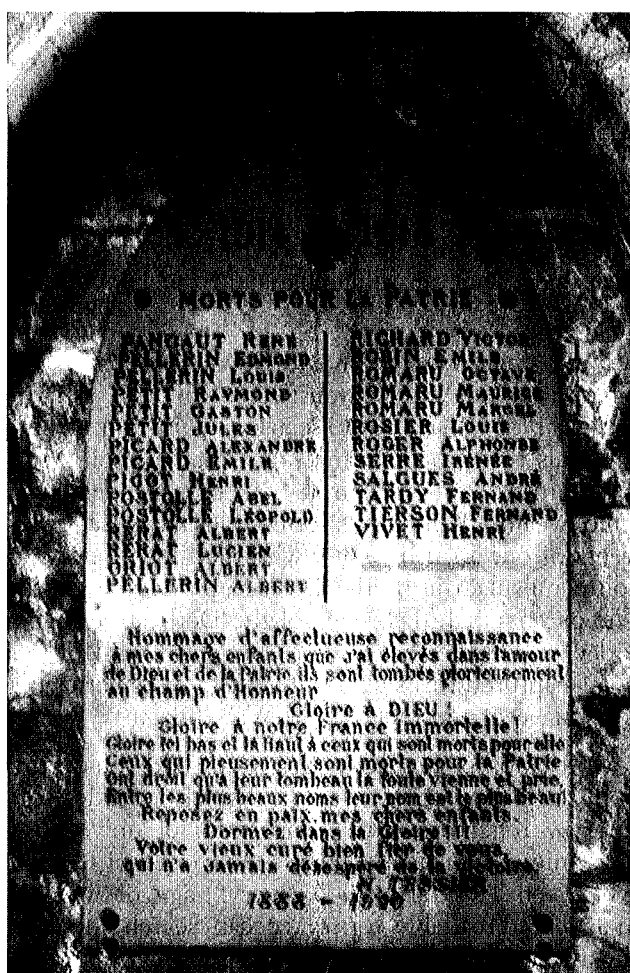 MORTS POUR LA PATRIE
PANGAUT RENÉ
PELLERIN EDMOND
PELLERIN LOUIS
PETIT RAYMOND
PETIT GASTON
PETIT JULES
PICARD ALEXANDRE
PICARD EMILE
PIGOT HENRI
POSTOLLE ABEL
POSTOLLE LÉOPOLD
RERAT ALBERT
RERAT LUCIEN
ORIOT ALBERT
PELLERIN ALBERT
RICHARD VICTOR
ROBIN EMILE
ROMARU OCTAVE
ROMARU MAURICE
ROMARU MARCEL
ROSIER LOUIS
ROGER ALPHONSE
SERRE IRENÉE
SALGUES ANDRÉ
TARDY FERNAND
TIERSON FERNAND
VIVET HENRI
Hommage d'affectueuse reconnaissance
à mes chers enfants que j'ai élevés dans l'amour
de Dieu et de la Patrie ils sont tombés glorieusement
au champ d'Honneur
Gloire à DIEU !
Gloire à notre France immortelle !
Gloire ici bas et là haut à ceux qui sont morts pour elle
Ceux qui pieusement sont morts pour la Patrie
Ont droit qu'à leur tombeau la foule vienne et prie
Entre les plus beaux noms leur nom est le plus beau !
Reposez en paix, mes chers enfants.
Dormez dans la Gloire !!!
Votre vieux curé bien fier de vous,
qui n'a jamais désespéré de la Victoire.
TESSIER
1888 - 1920